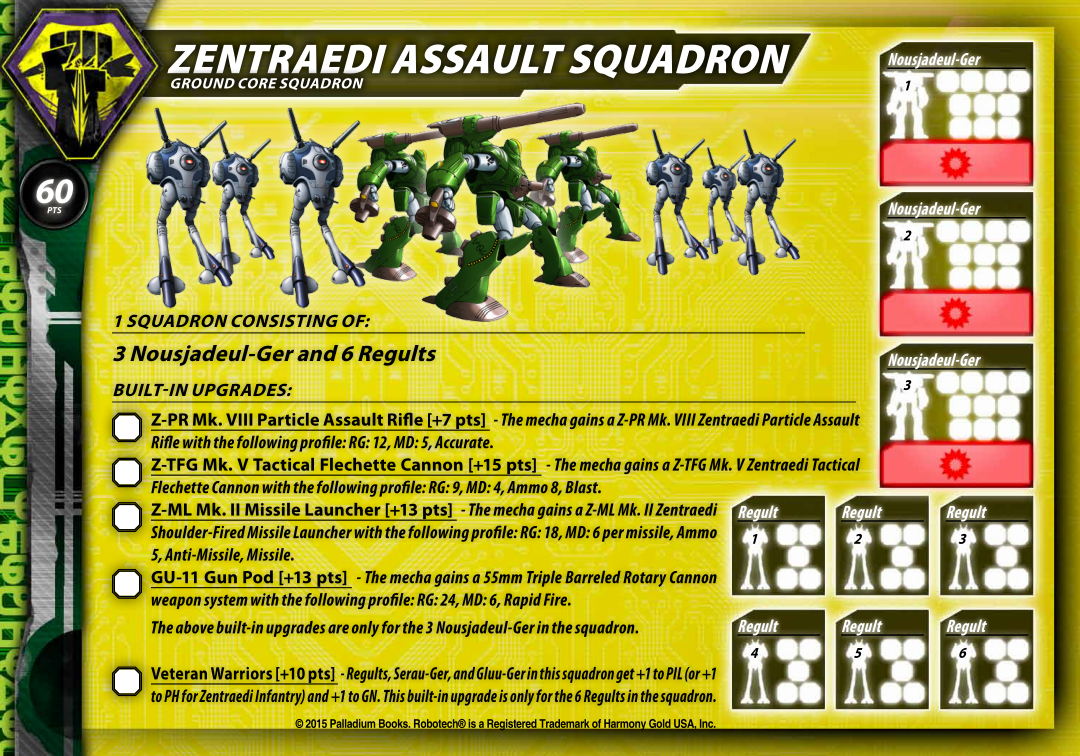 ZENTRAEDI ASSAULT SQUADRON
GROUND CORE SQUADRON
60
PTS
1 SQUADRON CONSISTING OF:
3 Nousjadeul-Ger and 6 Regults
BUILT-IN UPGRADES:
Z-PR Mk. VIII Particle Assault Rifle [+7 pts] - The mecha gains a Z-PR Mk. VIII Zentraedi Particle Assault
Rifle with the following profile: RG: 12, MD: 5, Accurate.
Z-TFG Mk. V Tactical Flechette Cannon [+15 pts] - The mecha gains a Z-TFG Mk. V Zentraedi Tactical
Flechette Cannon with the following profile: RG: 9, MD: 4, Ammo 8, Blast.
Z-ML Mk. II Missile Launcher [+13 pts] - The mecha gains a Z-ML Mk. II Zentraedi
Shoulder-Fired Missile Launcher with the following profile: RG: 18, MD: 6 per missile, Ammo
5, Anti-Missile, Missile.
GU-11 Gun Pod [+13 pts] - The mecha gains a 55mm Triple Barreled Rotary Cannon
weapon system with the following profile: RG: 24, MD: 6, Rapid Fire.
The above built-in upgrades are only for the 3 Nousjadeul-Ger in the squadron.
Veteran Warriors [+10 pts] - Regults, Serau-Ger, and Gluu-Ger in this squadron get +1 to PIL (or +1
to PH for Zentraedi Infantry) and +1 to GN. This built-in upgrade is only for the 6 Regults in the squadron.
© 2015 Palladium Books. Robotech® is a Registered Trademark of Harmony Gold USA, Inc.
Nousjadeul-Ger
1
Nousjadeul-Ger
2
Nousjadeul-Ger
3
Regult
1
Regult
2
Regult
3
Regult
4
Regult
5
Regult
6